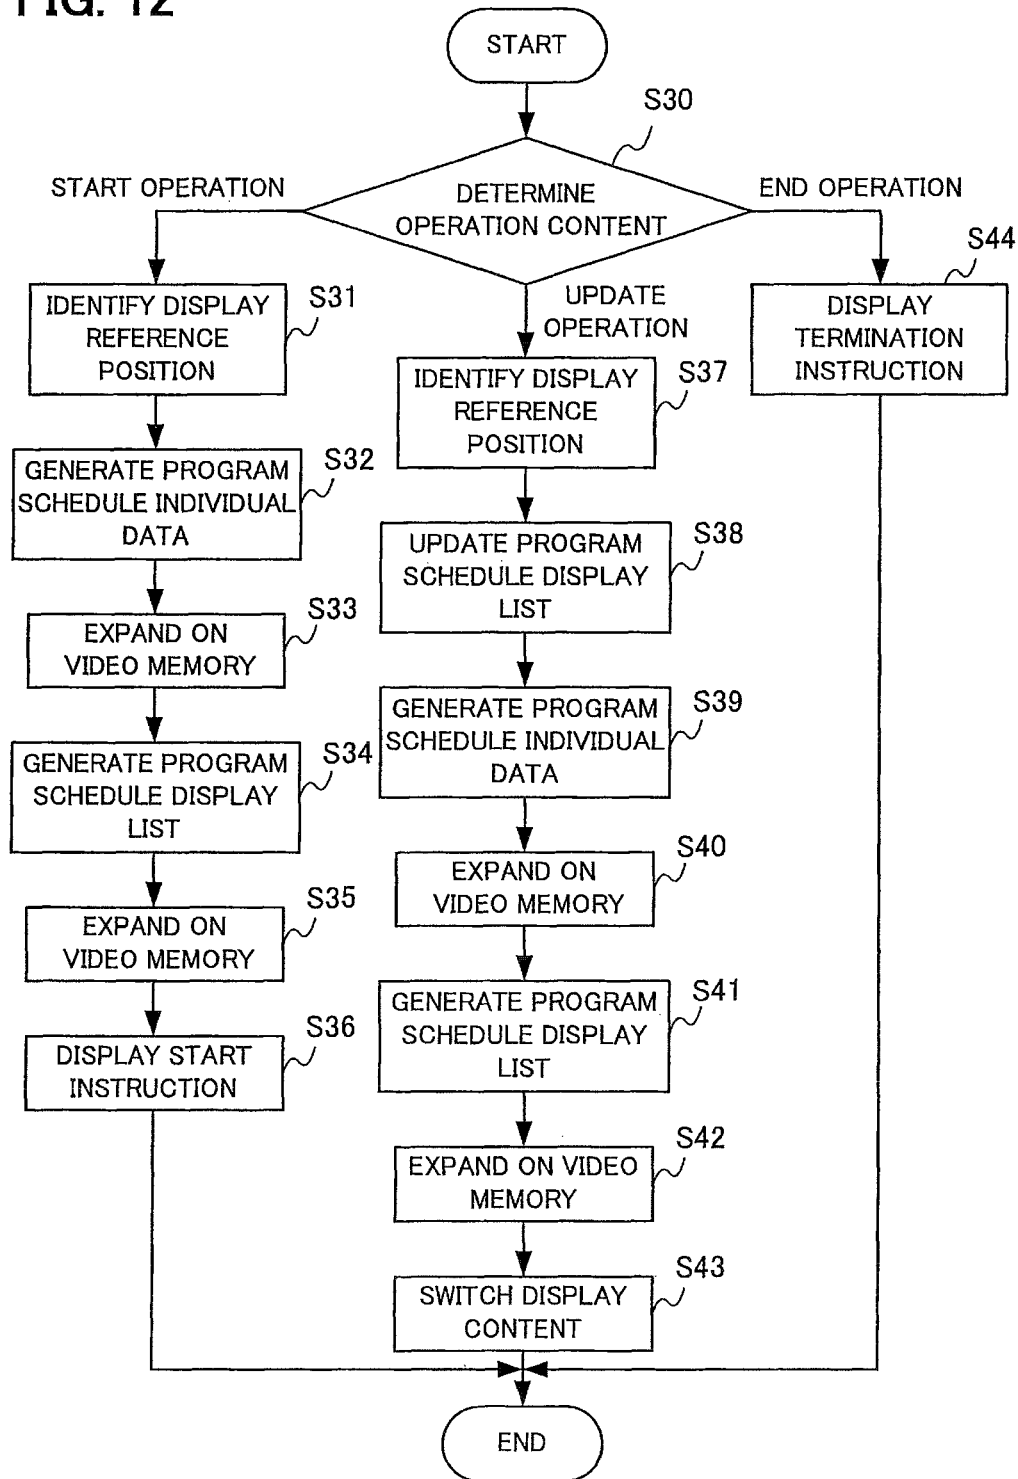 FIG. 12
START
S30
DETERMINE
OPERATION CONTENT
START OPERATION
END OPERATION
UPDATE
OPERATION
S31
IDENTIFY DISPLAY
REFERENCE
POSITION
S32
GENERATE PROGRAM
SCHEDULE INDIVIDUAL
DATA
S33
EXPAND ON
VIDEO MEMORY
S34
GENERATE PROGRAM
SCHEDULE DISPLAY
LIST
S35
EXPAND ON
VIDEO MEMORY
S36
DISPLAY START
INSTRUCTION
S37
IDENTIFY DISPLAY
REFERENCE
POSITION
S38
UPDATE PROGRAM
SCHEDULE DISPLAY
LIST
S39
GENERATE PROGRAM
SCHEDULE INDIVIDUAL
DATA
S40
EXPAND ON
VIDEO MEMORY
S41
GENERATE PROGRAM
SCHEDULE DISPLAY
LIST
S42
EXPAND ON VIDEO
MEMORY
S43
SWITCH DISPLAY
CONTENT
S44
DISPLAY
TERMINATION
INSTRUCTION
END